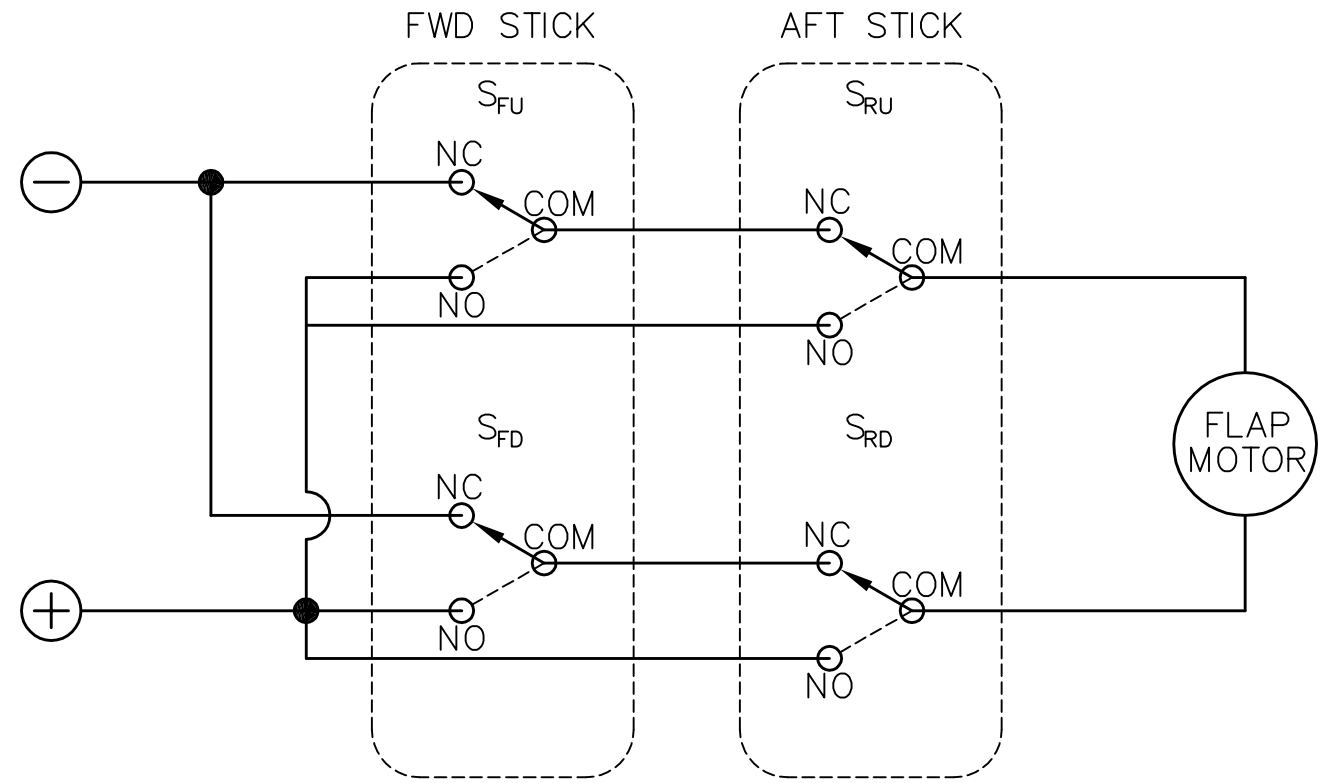 FWD STICK
AFT STICK
SFU
SRU
NC
COM
NO
NC
COM
NO
SFD
SRD
NC
COM
NO
NC
COM
NO
FLAP
MOTOR
−
+